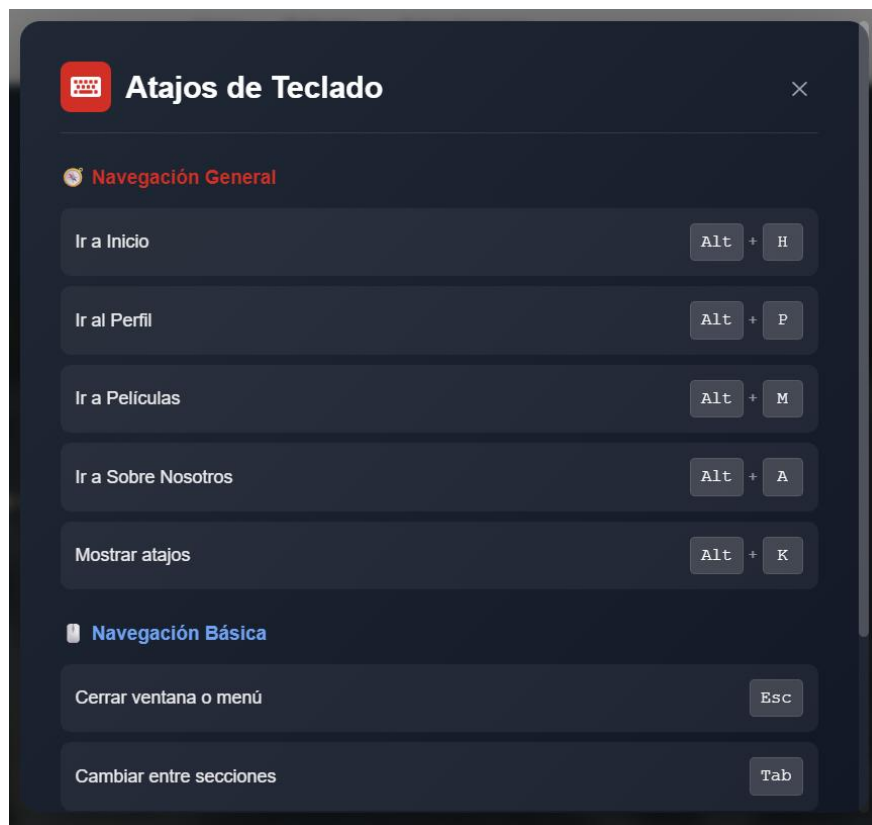 Atajos de Teclado
Navegación General
Ir a Inicio Alt + H
Ir al Perfil Alt + P
Ir a Películas Alt + M
Ir a Sobre Nosotros Alt + A
Mostrar atajos Alt + K
Navegación Básica
Cerrar ventana o menú Esc
Cambiar entre secciones Tab